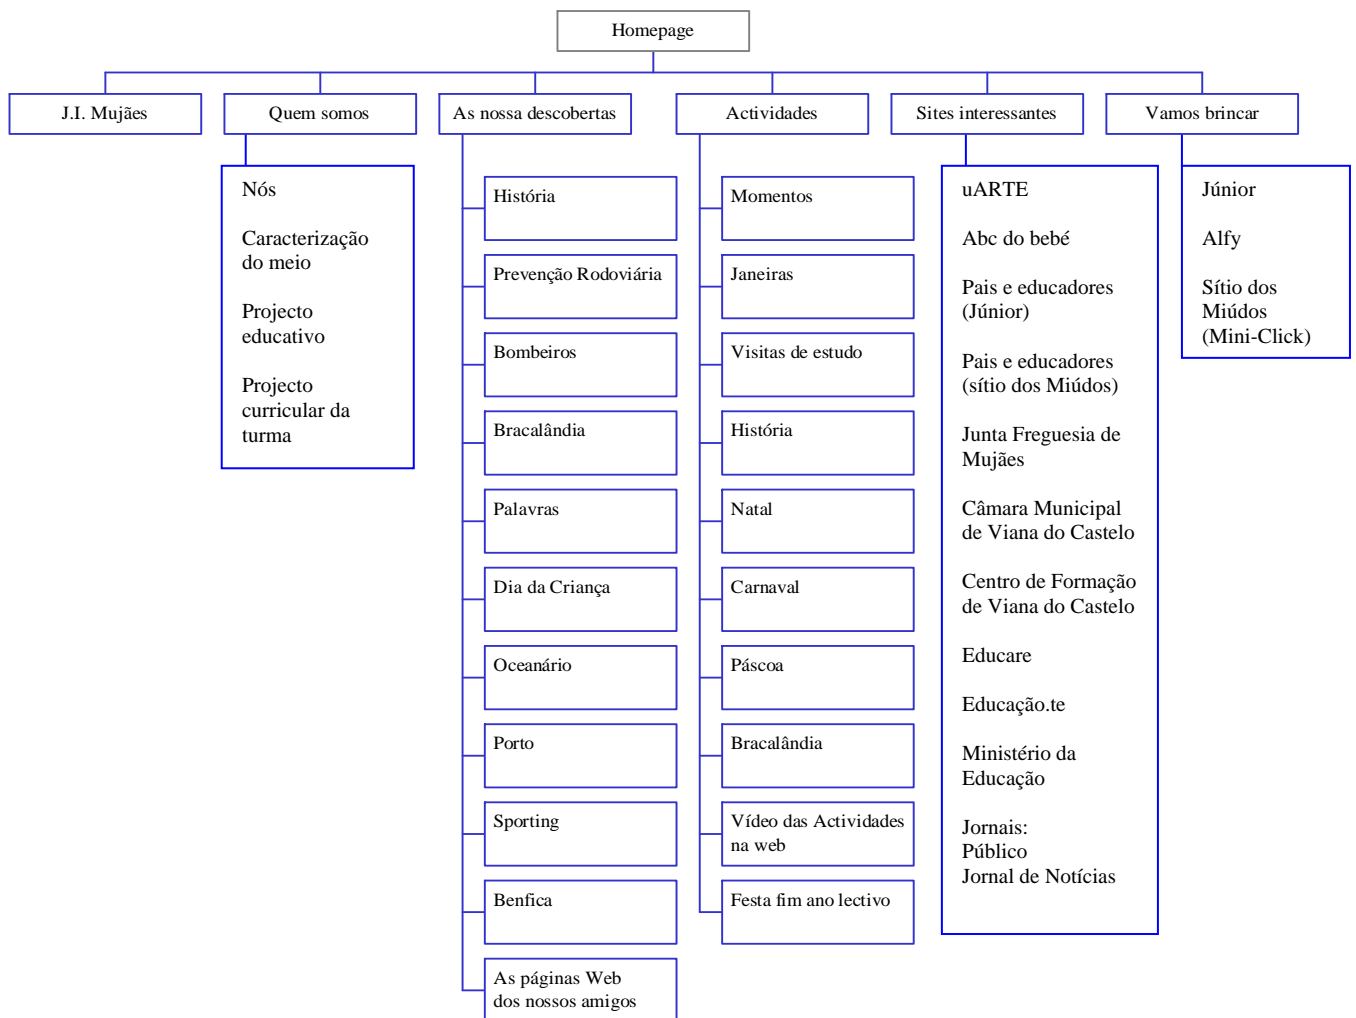 Homepage
J.I. Mujães
Quem somos
As nossa descobertas
Actividades
Sites interessantes
Vamos brincar
Nós
Caracterização
do meio
Projecto
educativo
Projecto
curricular da
turma
História
Prevenção Rodoviária
Bombeiros
Bracalândia
Palavras
Dia da Criança
Oceanário
Porto
Sporting
Benfica
As páginas Web
dos nossos amigos
Momentos
Janeiras
Visitas de estudo
História
Natal
Carnaval
Páscoa
Bracalândia
Vídeo das Actividades
na web
Festa fim ano lectivo
uARTE
Abc do bebé
Pais e educadores
(Júnior)
Pais e educadores
(sítio dos Miúdos)
Junta Freguesia de
Mujães
Câmara Municipal
de Viana do Castelo
Centro de Formação
de Viana do Castelo
Educare
Educação.te
Ministério da
Educação
Jornais:
Público
Jornal de Notícias
Júnior
Alfy
Sítio dos
Miúdos
(Mini-Click)